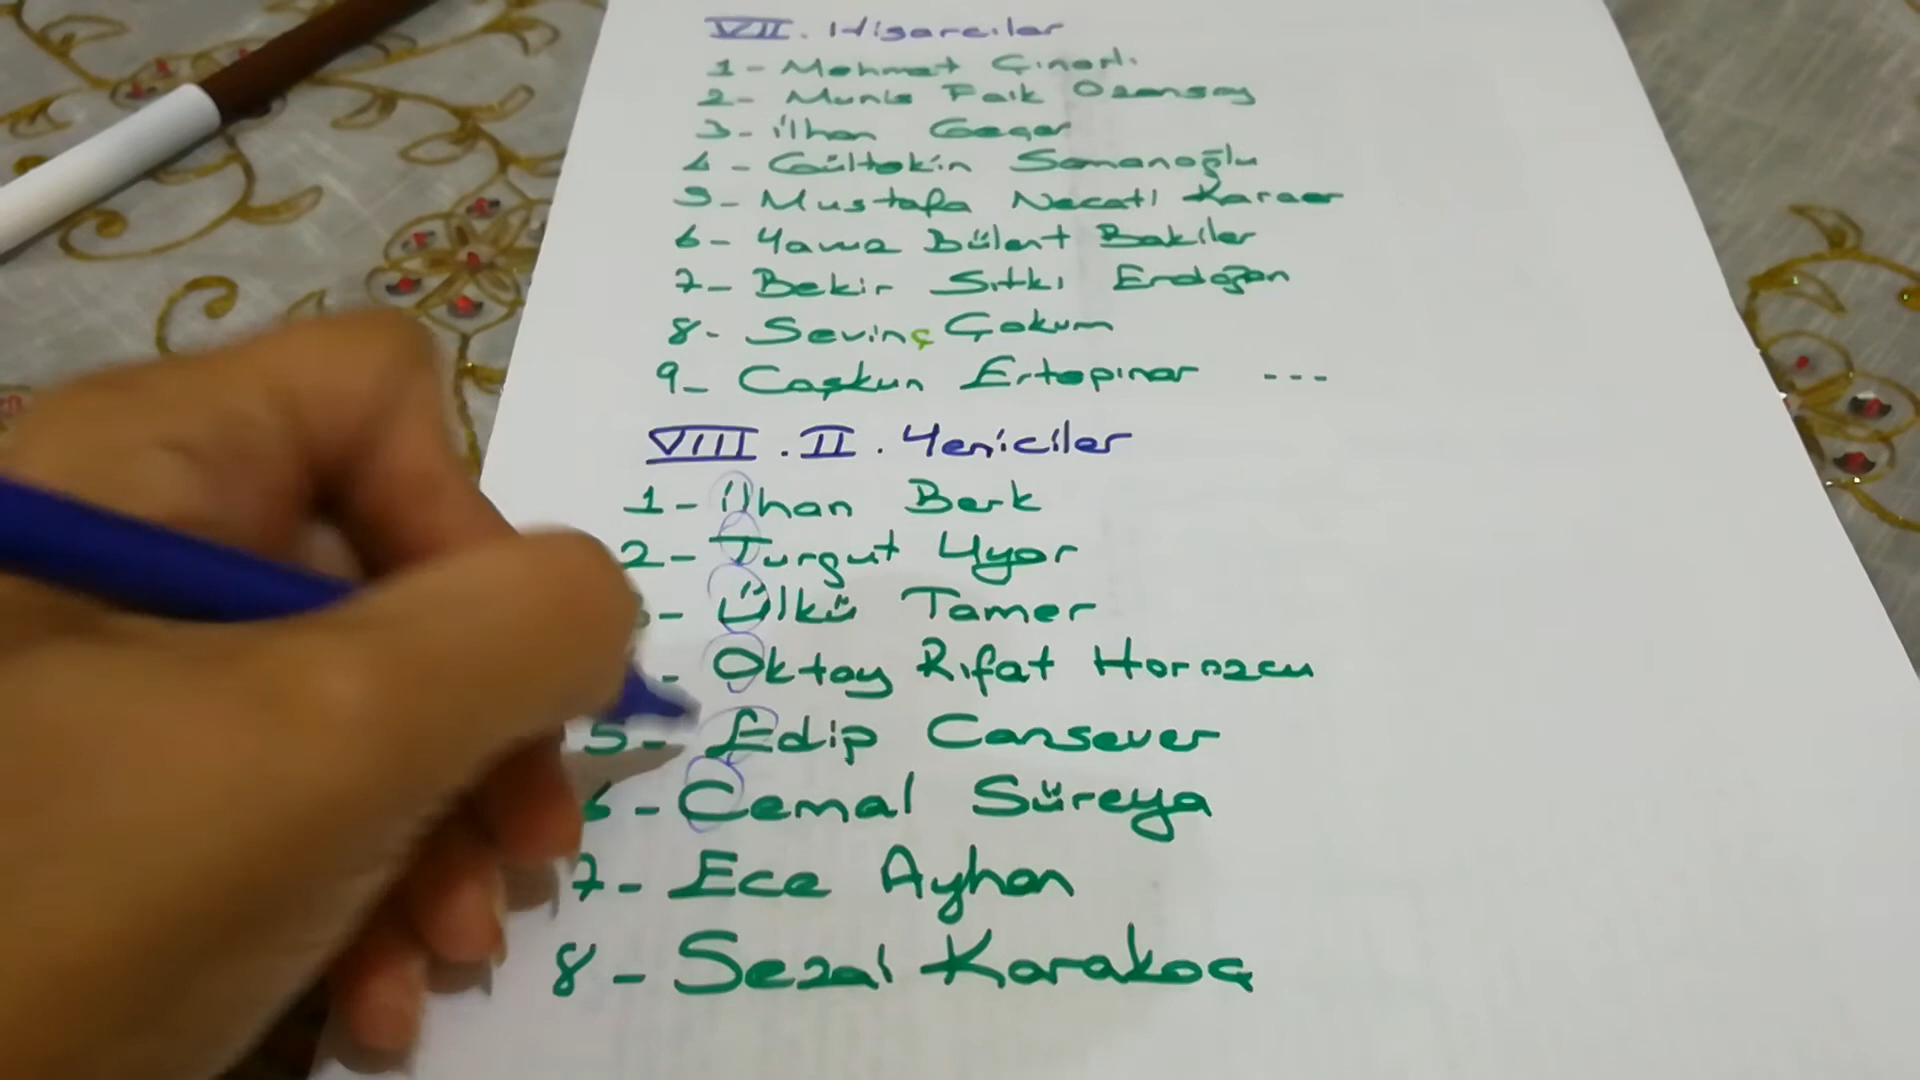 VII. Hisarcılar
1- Mehmet Çınarlı
2- Munis Faik Ozansoy
3- İlhan Geçer
4- Gültekin Samanoğlu
5- Mustafa Necati Karaer
6- Yavuz Bülent Bakiler
7- Bekir Sıtkı Erdoğan
8- Sevinç Çokum
9- Coşkun Ertepınar ---
VIII. II. Yeniciler
1- İlhan Berk
2- Turgut Uyar
- Ülkü Tamer
- Oktay Rıfat Horozcu
5- Edip Cansever
6- Cemal Süreya
7- Ece Ayhan
8- Sezai Karakoç